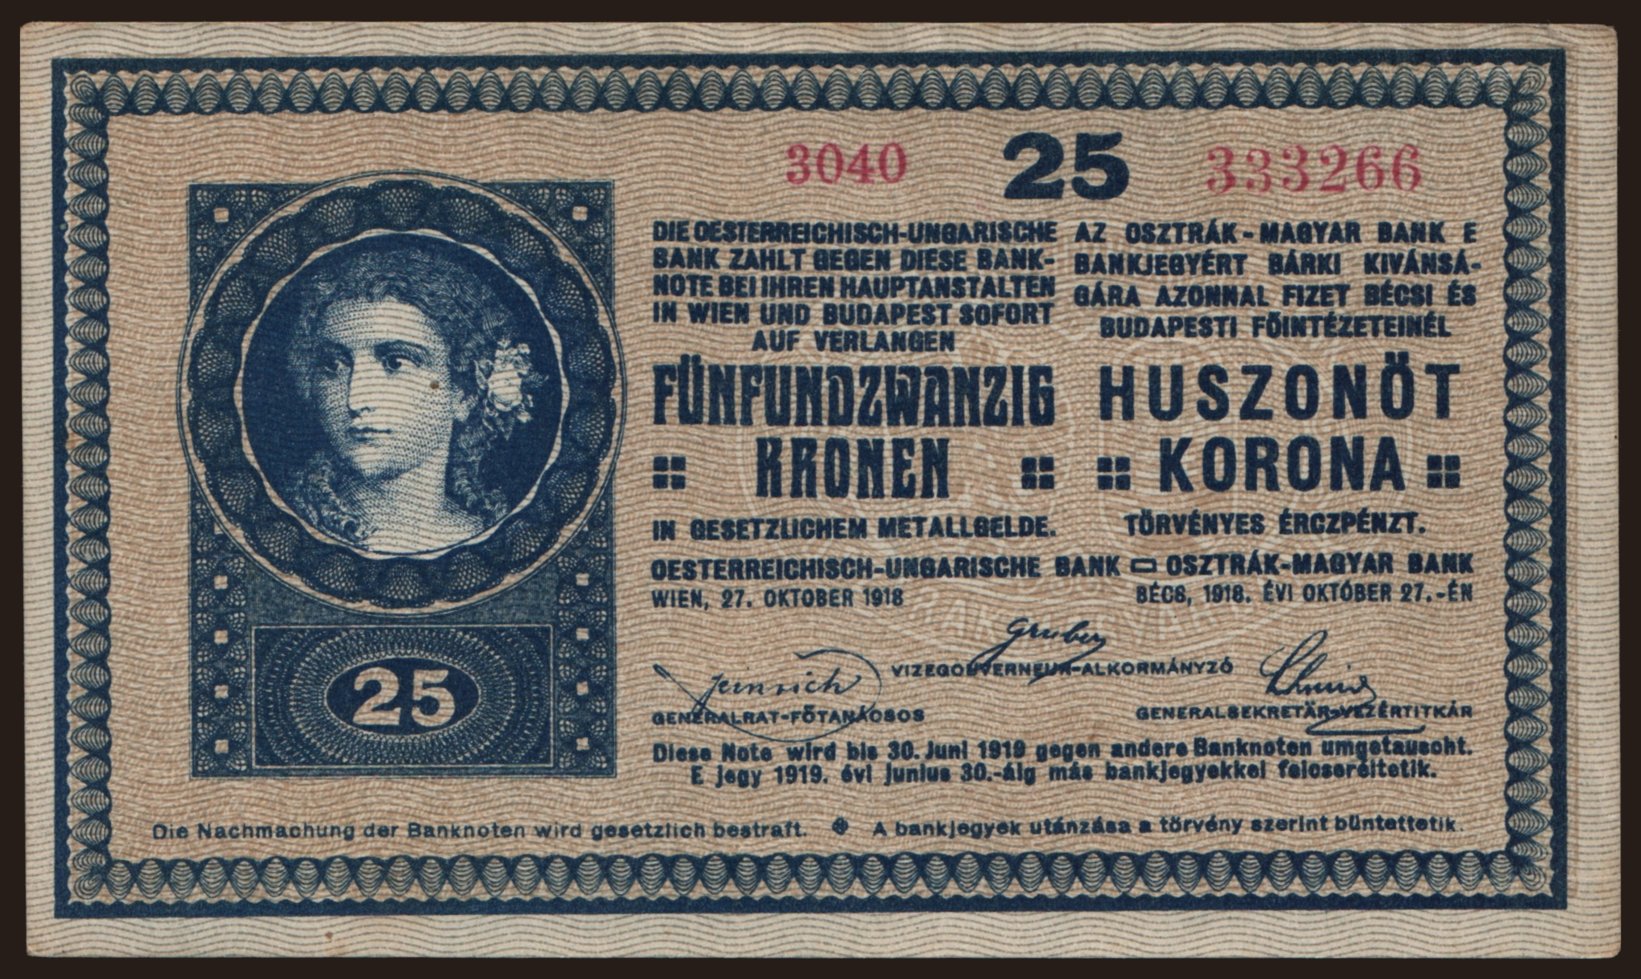 3040 25 333266
DIE OESTERREICHISCH-UNGARISCHE
BANK ZAHLT GEGEN DIESE BANK-
NOTE BEI IHREN HAUPTANSTALTEN
IN WIEN UND BUDAPEST SOFORT
AUF VERLANGEN
FÜNFUNDZWANZIG
KRONEN
IN GESETZLICHEM METALLGELDE.
AZ OSZTRÁK-MAGYAR BANK E
BANKJEGYÉRT BÁRKI KIVÁNSÁ-
GÁRA AZONNAL FIZET BÉCSI ÉS
BUDAPESTI FŐINTÉZETEINÉL
HUSZONÖT
KORONA
TÖRVÉNYES ÉRCZPÉNZT.
OESTERREICHISCH-UNGARISCHE BANK OSZTRÁK-MAGYAR BANK
WIEN, 27. OKTOBER 1918 BÉCS, 1918. ÉVI OKTÓBER 27.-ÉN
Gruber
VIZEGOUVERNEUR-ALKORMÁNYZÓ
GENERALRAT-FŐTANÁCSOS GENERALSEKRETÄR-VEZÉRTITKÁR
25
Diese Note wird bis 30. Juni 1919 gegen andere Banknoten umgetauscht.
E jegy 1919. évi junius 30.-áig más bankjegyekkel felcseréltetik.
Die Nachmachung der Banknoten wird gesetzlich bestraft. A bankjegyek utánzása a törvény szerint büntettetik.